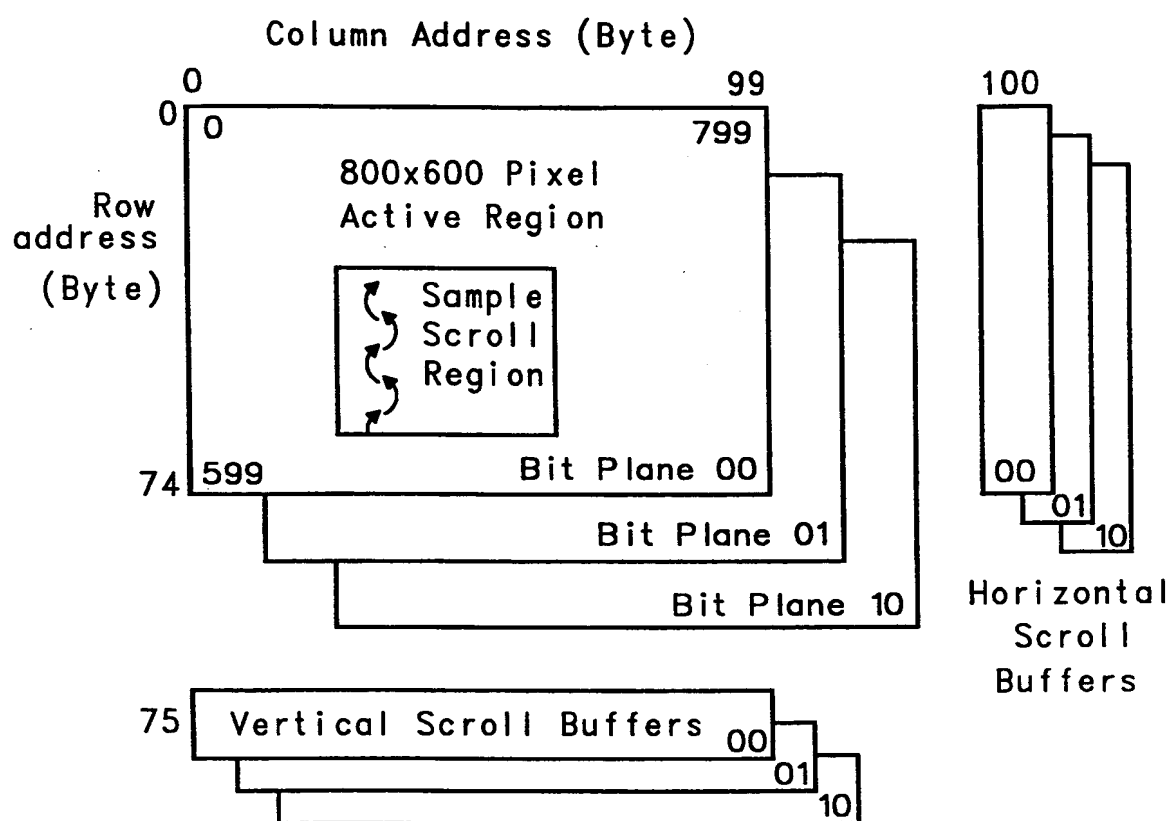 Column Address (Byte)
0 99 100
0
0 799
800x600 Pixel
Active Region
Row
address
(Byte)
Sample
Scroll
Region
74
599 Bit Plane 00
00
01
10
Bit Plane 01
Bit Plane 10
Horizontal
Scroll
Buffers
75 Vertical Scroll Buffers 00
01
10